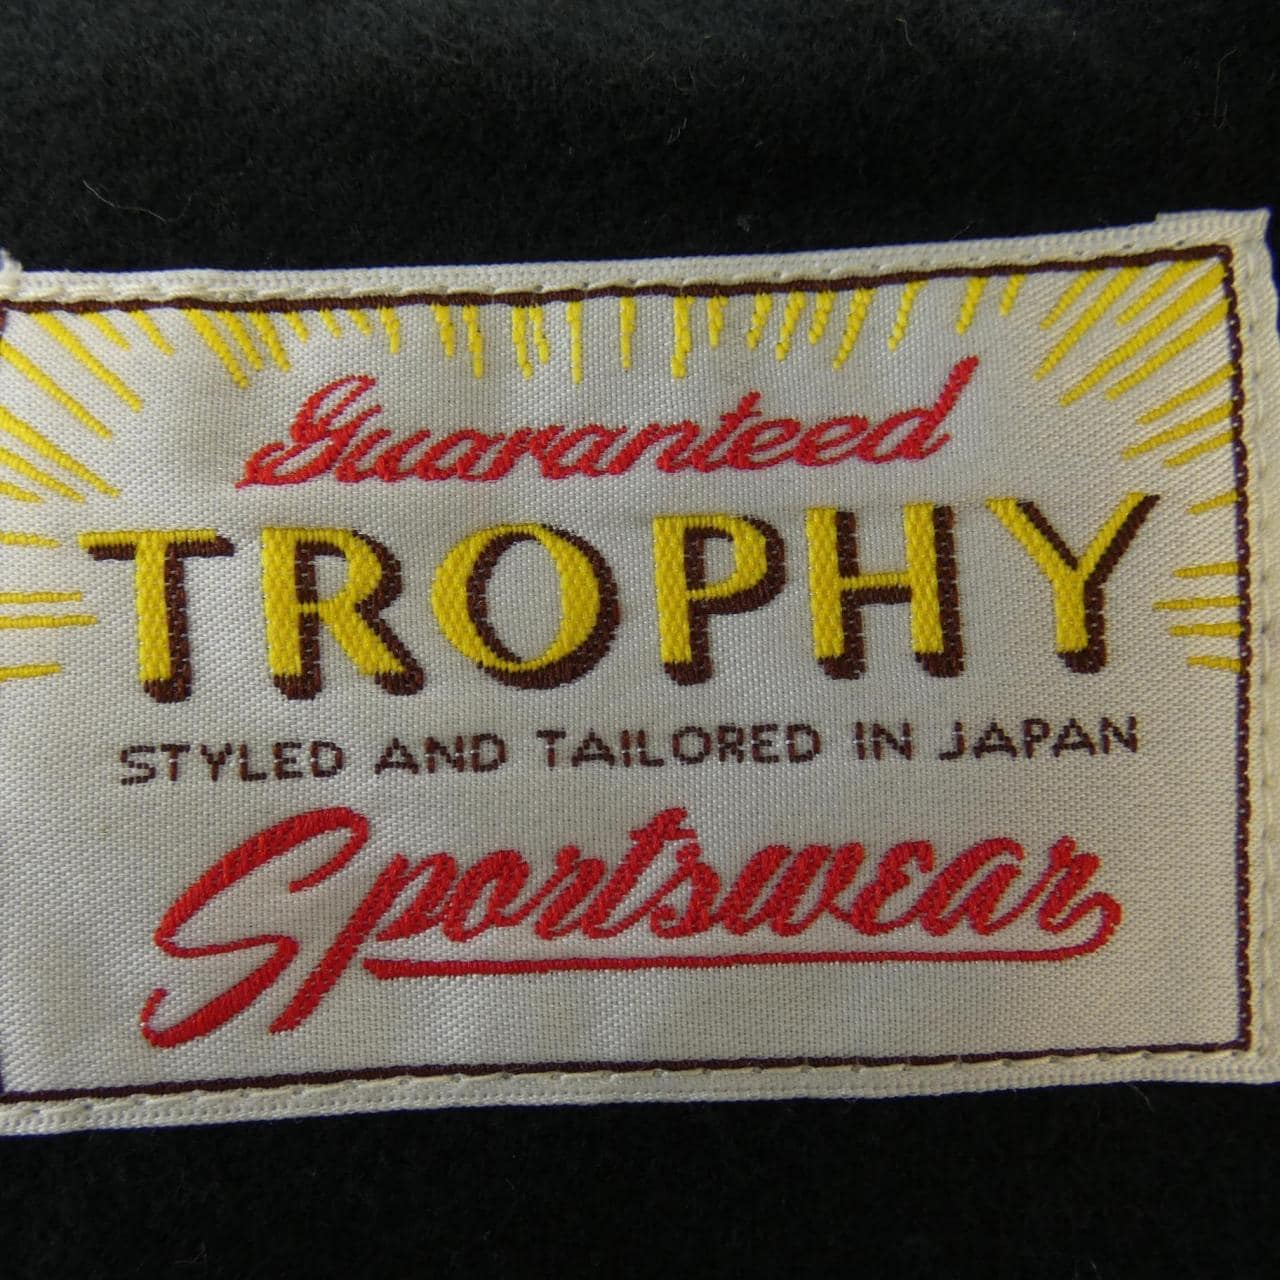 Guaranteed
TROPHY
STYLED AND TAILORED IN JAPAN
Sportswear